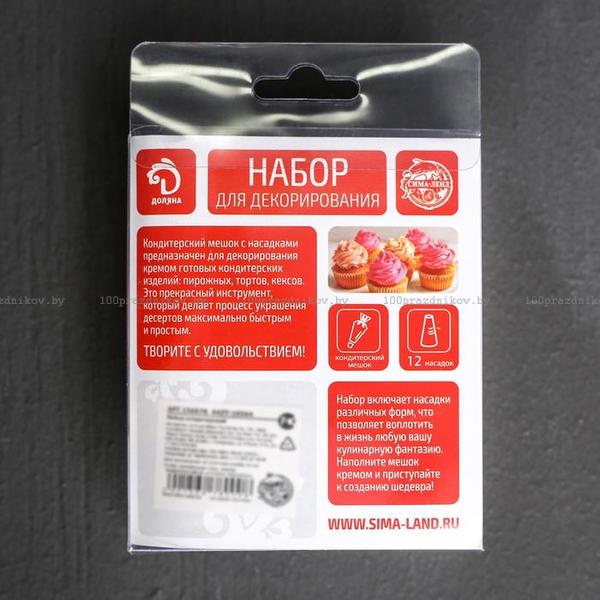 ДОЛЯНА
НАБОР
ДЛЯ ДЕКОРИРОВАНИЯ
СИМА-ЛЕНД
Кондитерский мешок с насадками
предназначен для декорирования
кремом готовых кондитерских
изделий: пирожных, тортов, кексов.
Это прекрасный инструмент,
который делает процесс украшения
десертов максимально быстрым
и простым.
ТВОРИТЕ С УДОВОЛЬСТВИЕМ!
100prazdnikov.by
100prazdnikov.by
100prazdnikov.by
кондитерский
мешок
12 насадок
Набор включает насадки
различных форм, что
позволяет воплотить
в жизнь любую вашу
кулинарную фантазию.
Наполните мешок
кремом и приступайте
к созданию шедевра!
WWW.SIMA-LAND.RU